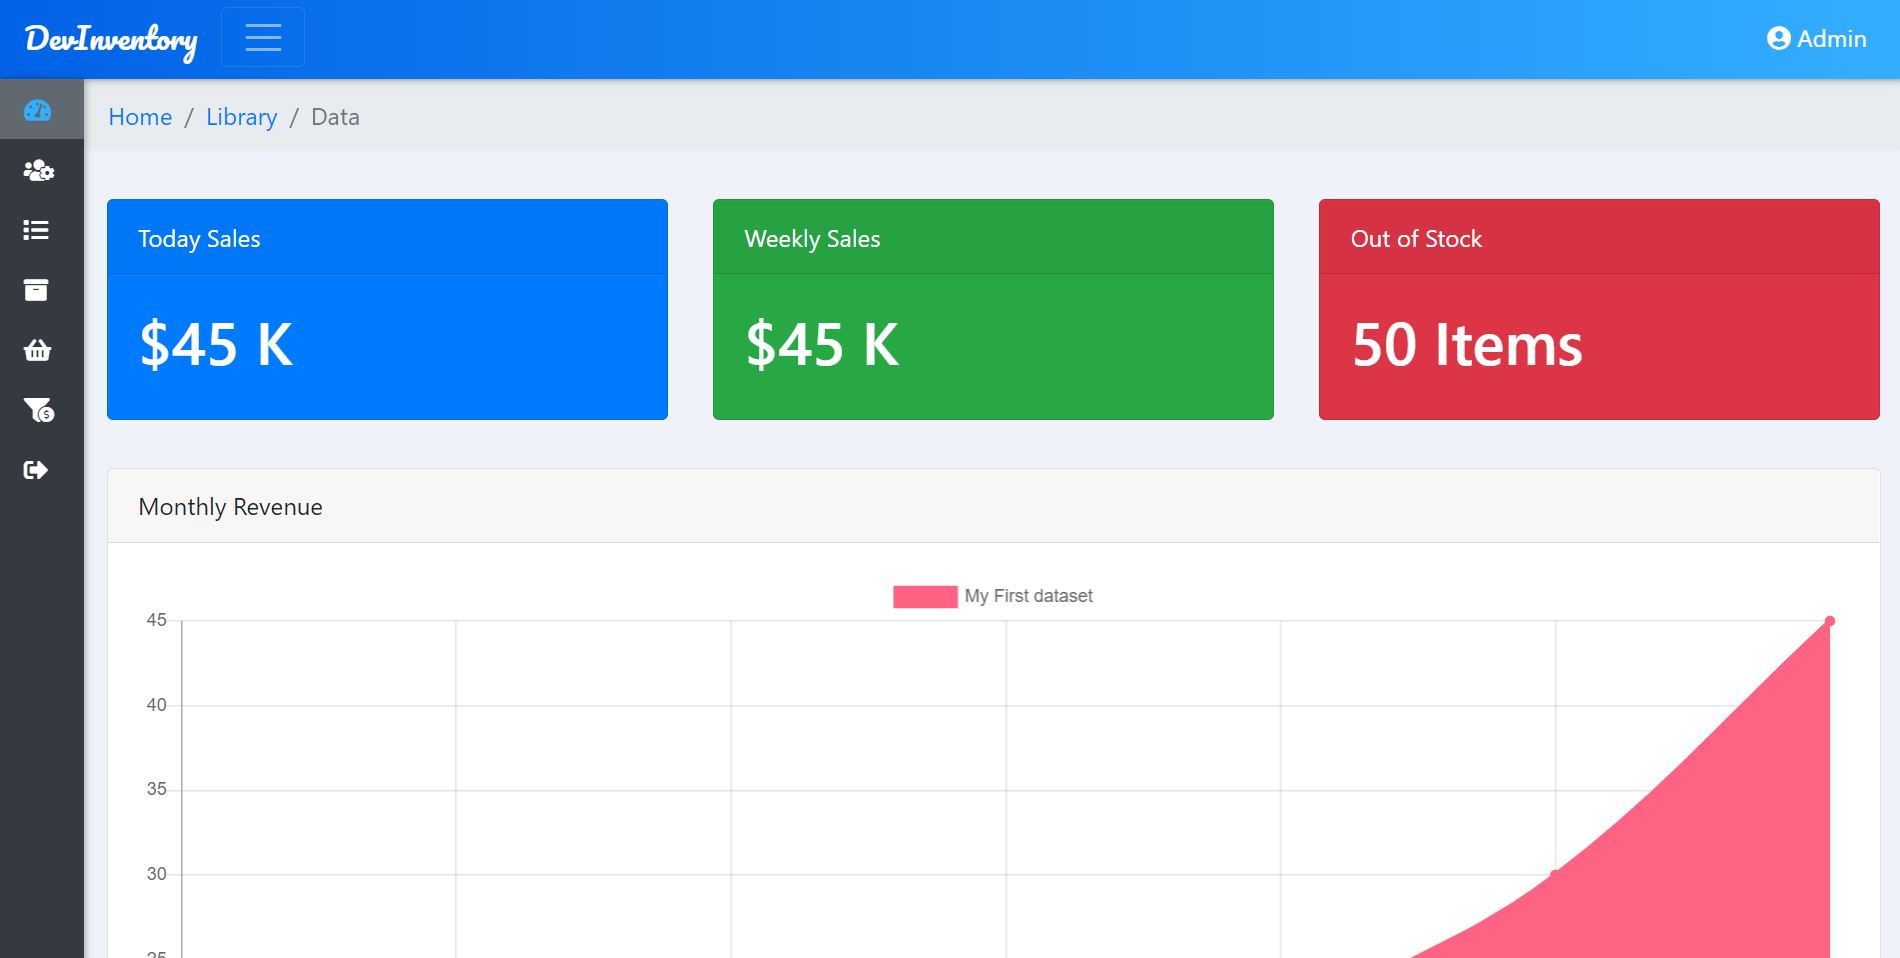 DevInventory
Admin
Home / Library / Data
Today Sales
$45 K
Weekly Sales
$45 K
Out of Stock
50 Items
Monthly Revenue
My First dataset
45
40
35
30
25